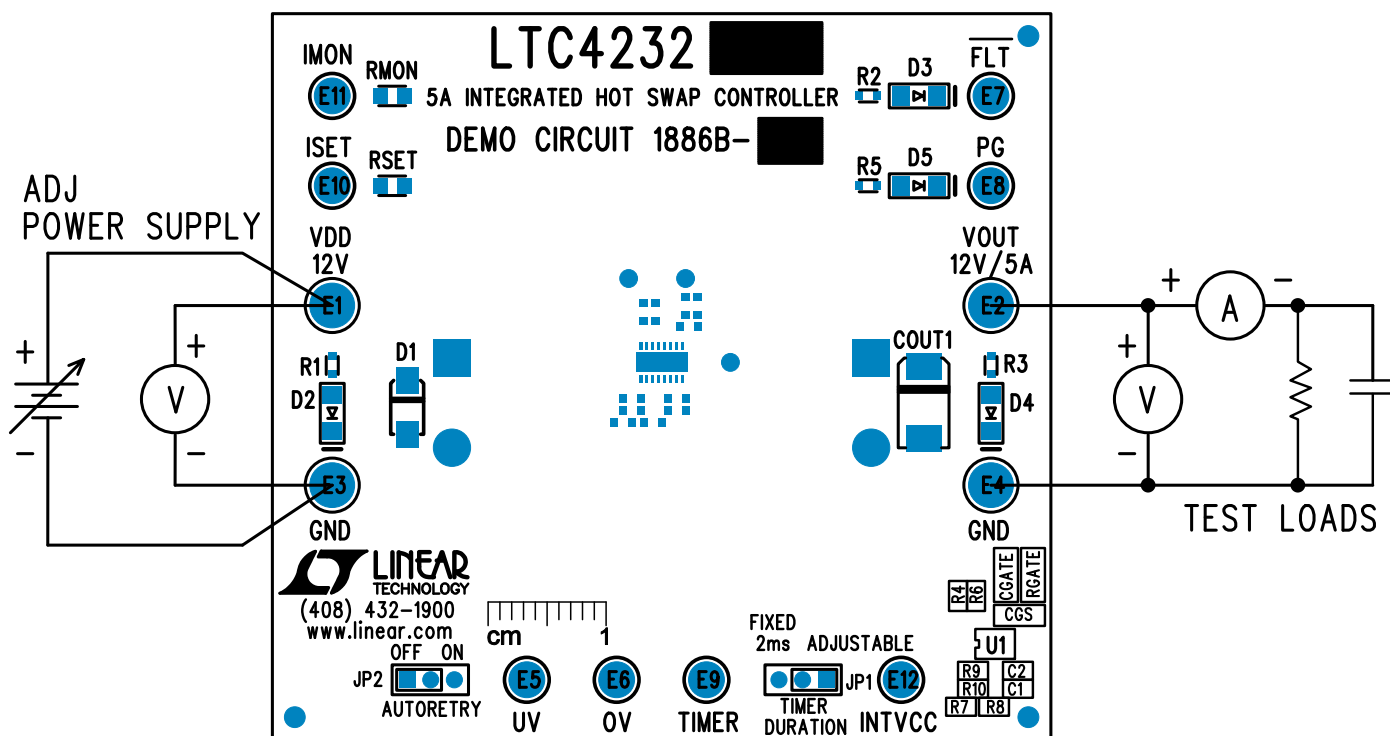 LTC4232
5A INTEGRATED HOT SWAP CONTROLLER
DEMO CIRCUIT 1886B-
IMON
E11
RMON
ISET
E10
RSET
R2
D3
FLT
E7
R5
D5
PG
E8
ADJ
POWER SUPPLY
VDD
12V
E1
VOUT
12V/5A
E2
+
-
A
+
V
-
+
V
-
+
-
R1
D2
D1
COUT1
R3
D4
E3
GND
E4
GND
TEST LOADS
LINEAR
TECHNOLOGY
(408) 432-1900
www.linear.com
cm
1
OFF ON
JP2
AUTORETRY
E5
UV
E6
OV
E9
TIMER
FIXED
2ms ADJUSTABLE
JP1
TIMER
DURATION
E12
INTVCC
R4
R6
CGATE
RGATE
CGS
U1
R9
C2
R10
C1
R7
R8